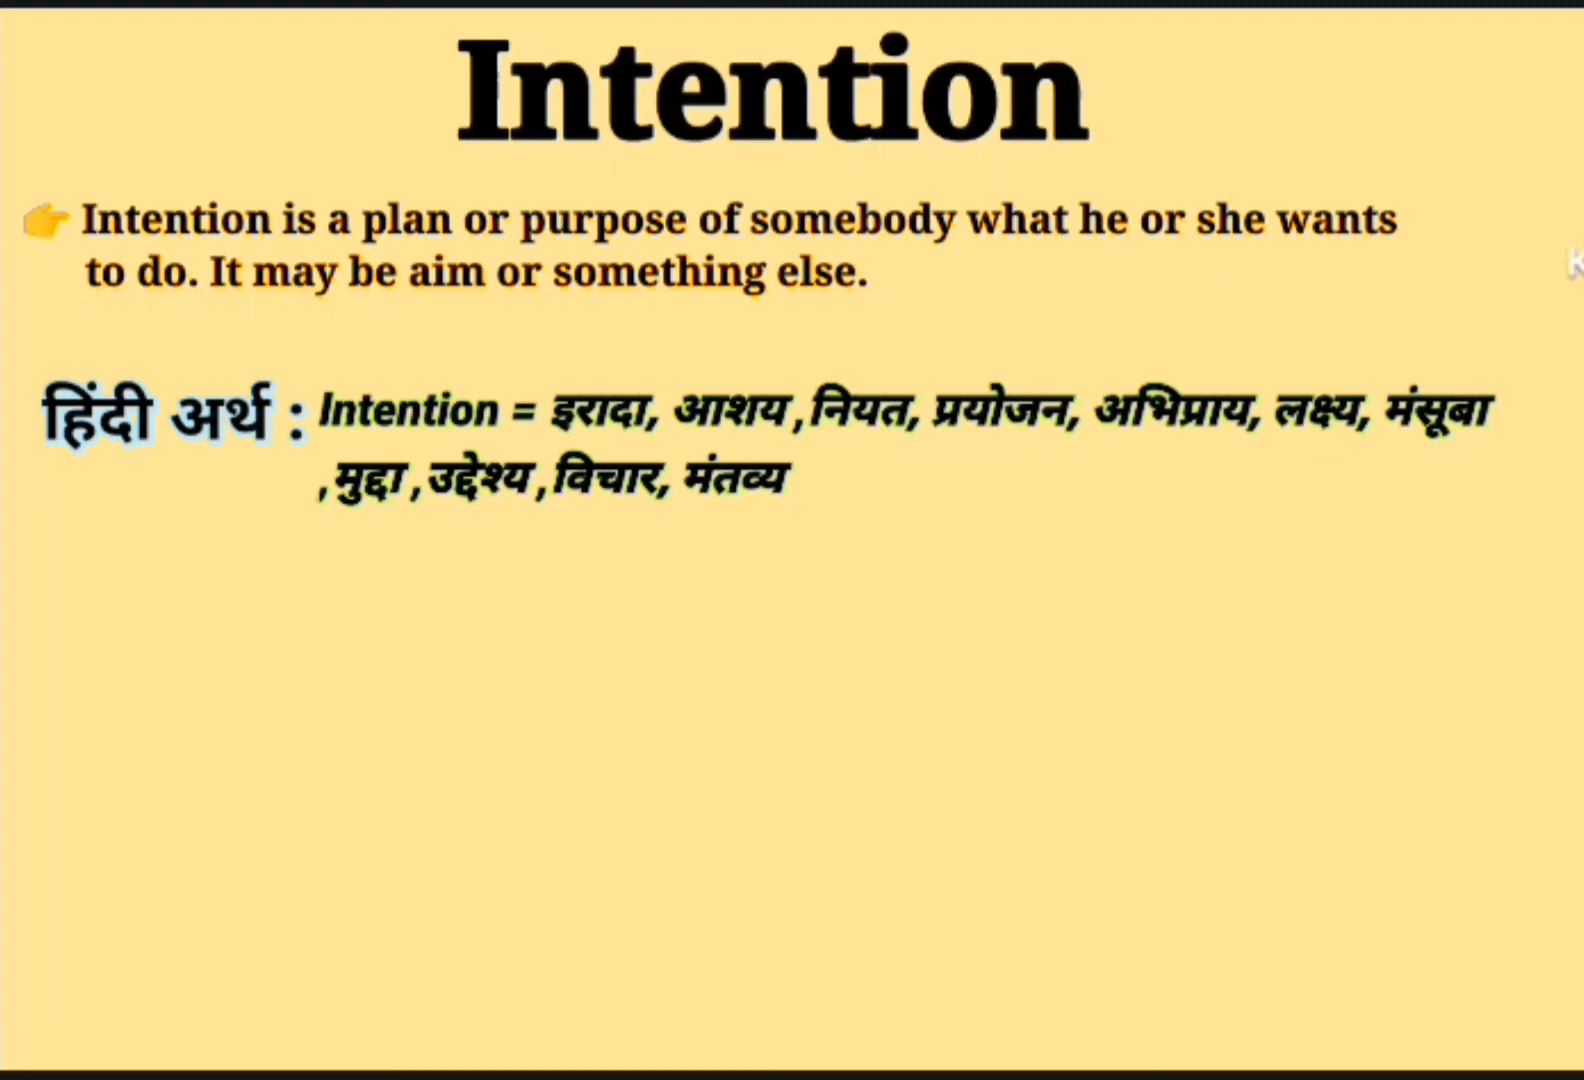 Intention
👉 Intention is a plan or purpose of somebody what he or she wants
to do. It may be aim or something else.
हिंदी अर्थ : Intention = इरादा, आशय ,नियत, प्रयोजन, अभिप्राय, लक्ष्य, मंसूबा
,मुद्दा ,उद्देश्य ,विचार, मंतव्य